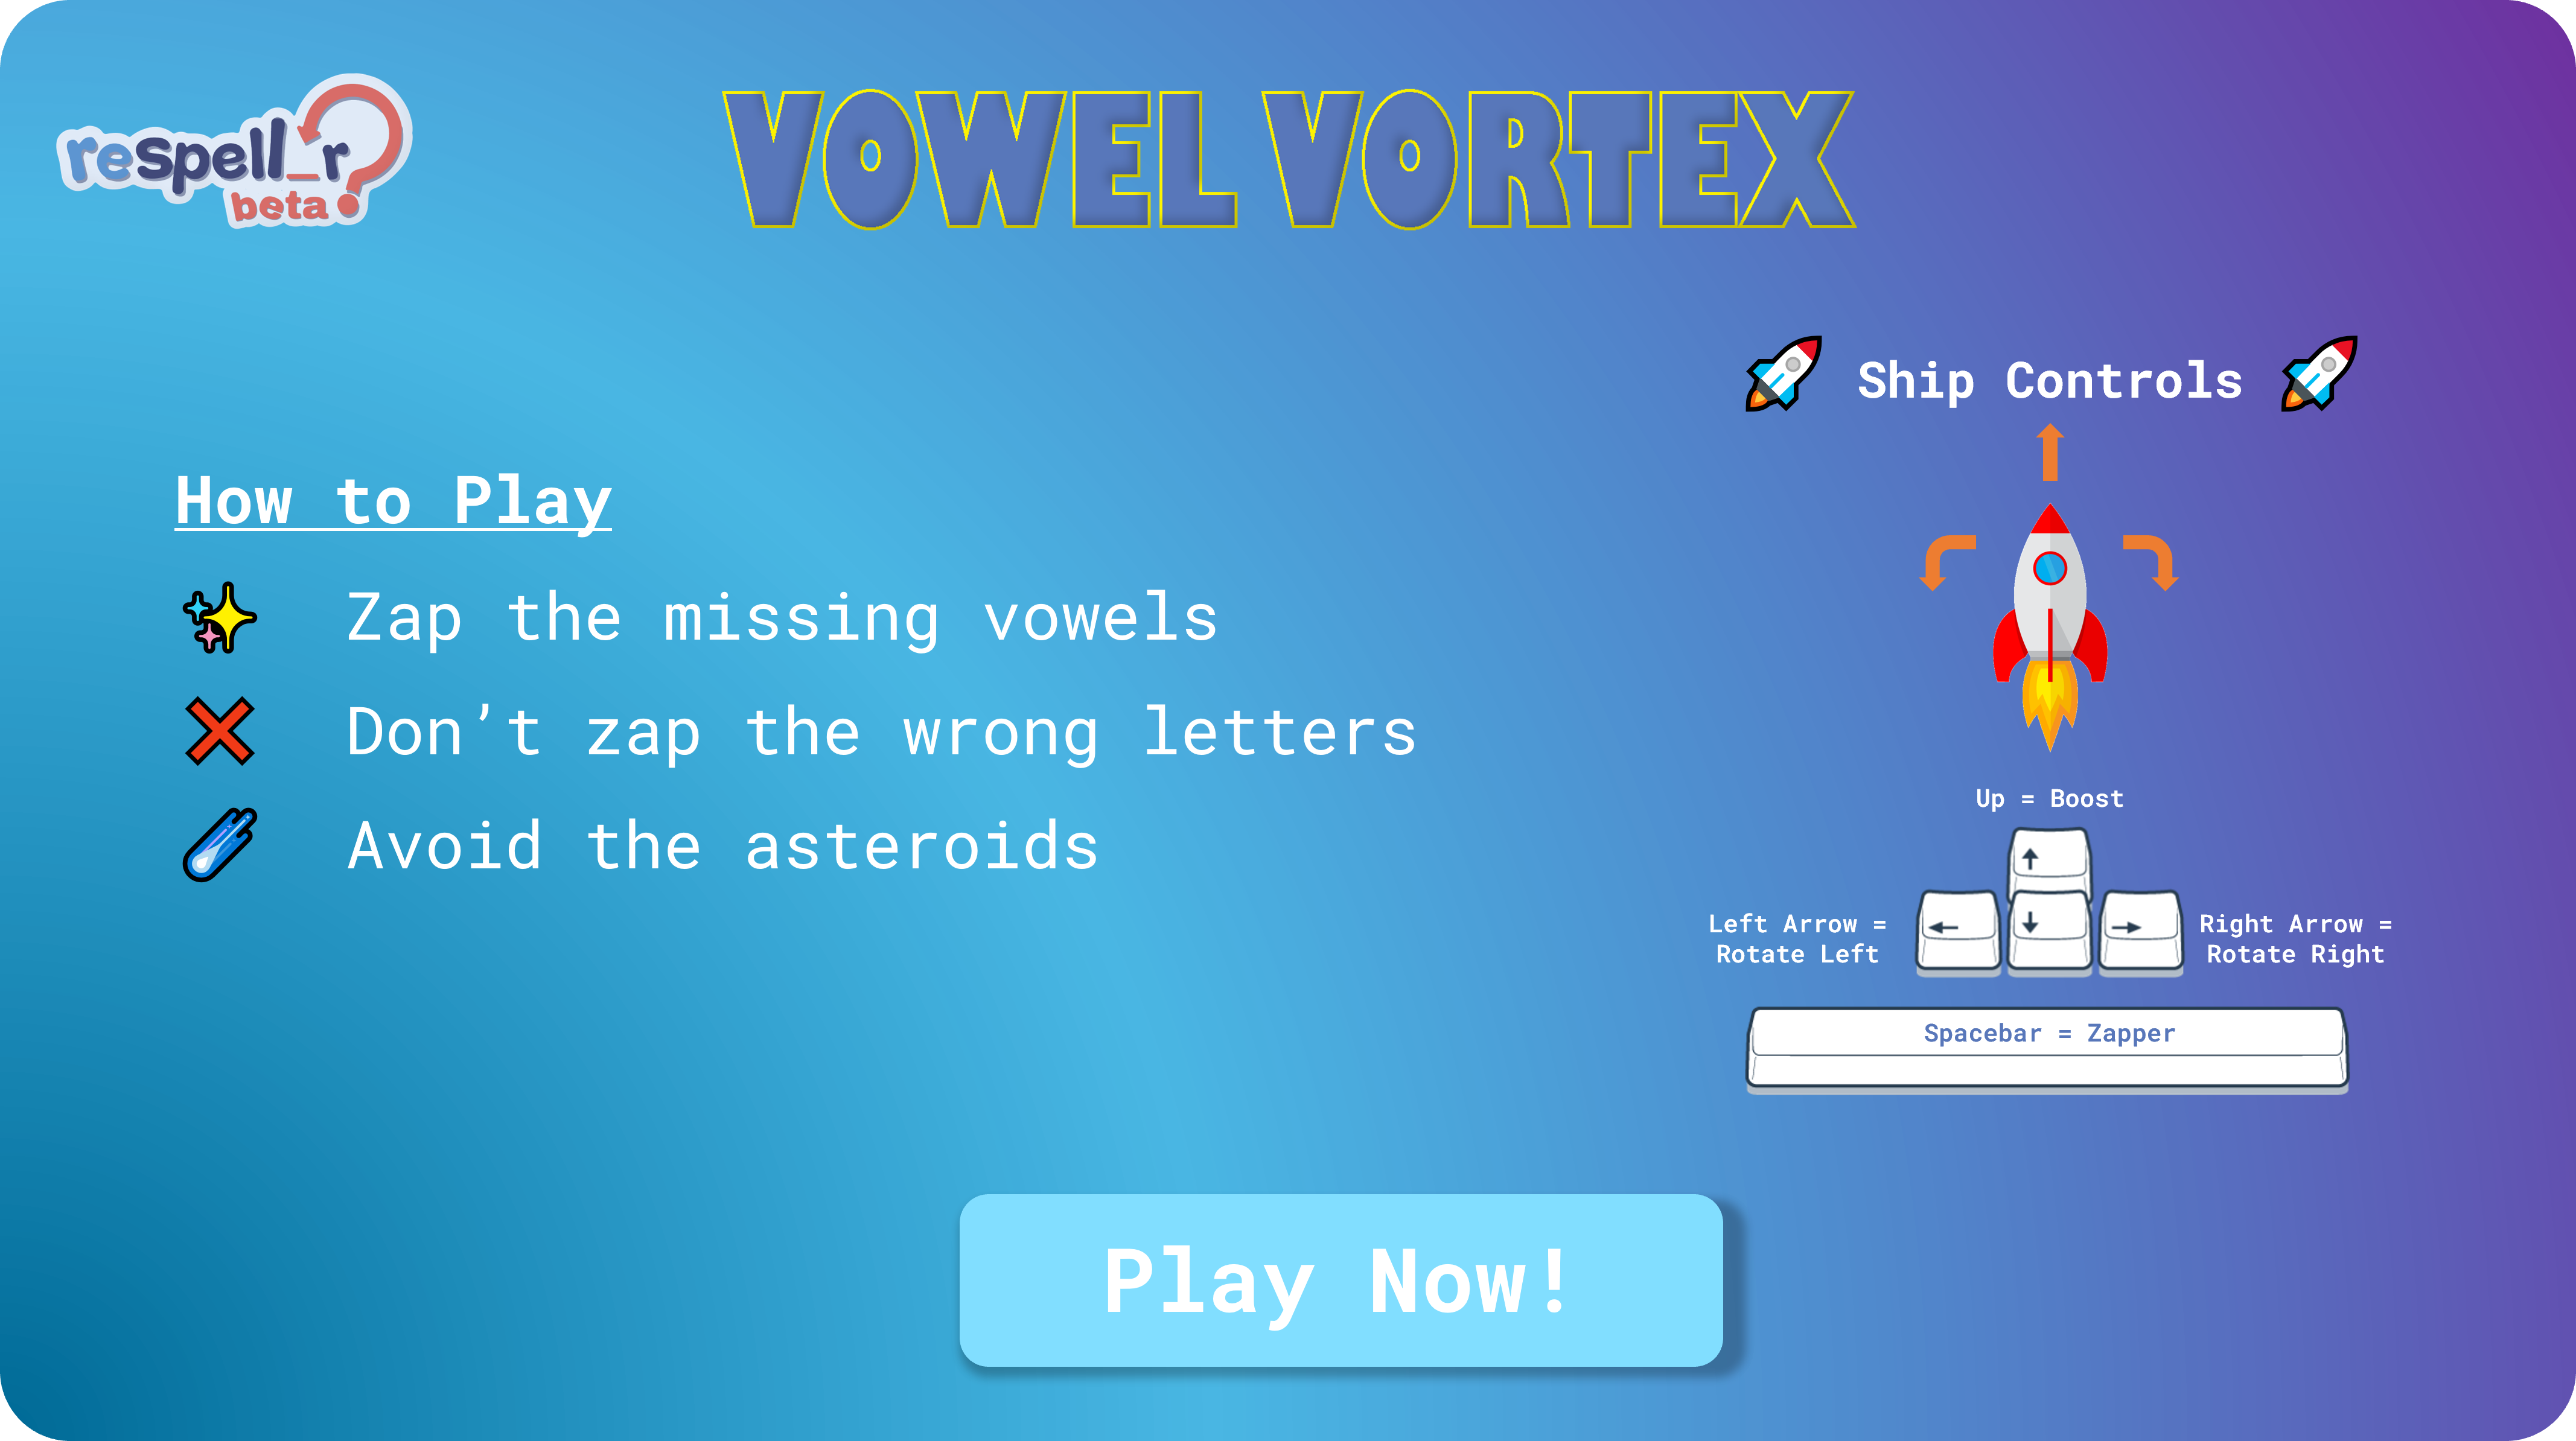 respell_r
beta
VOWEL VORTEX
How to Play
Zap the missing vowels
Don’t zap the wrong letters
Avoid the asteroids
Ship Controls
Up = Boost
Left Arrow =
Rotate Left
Right Arrow =
Rotate Right
Spacebar = Zapper
Play Now!